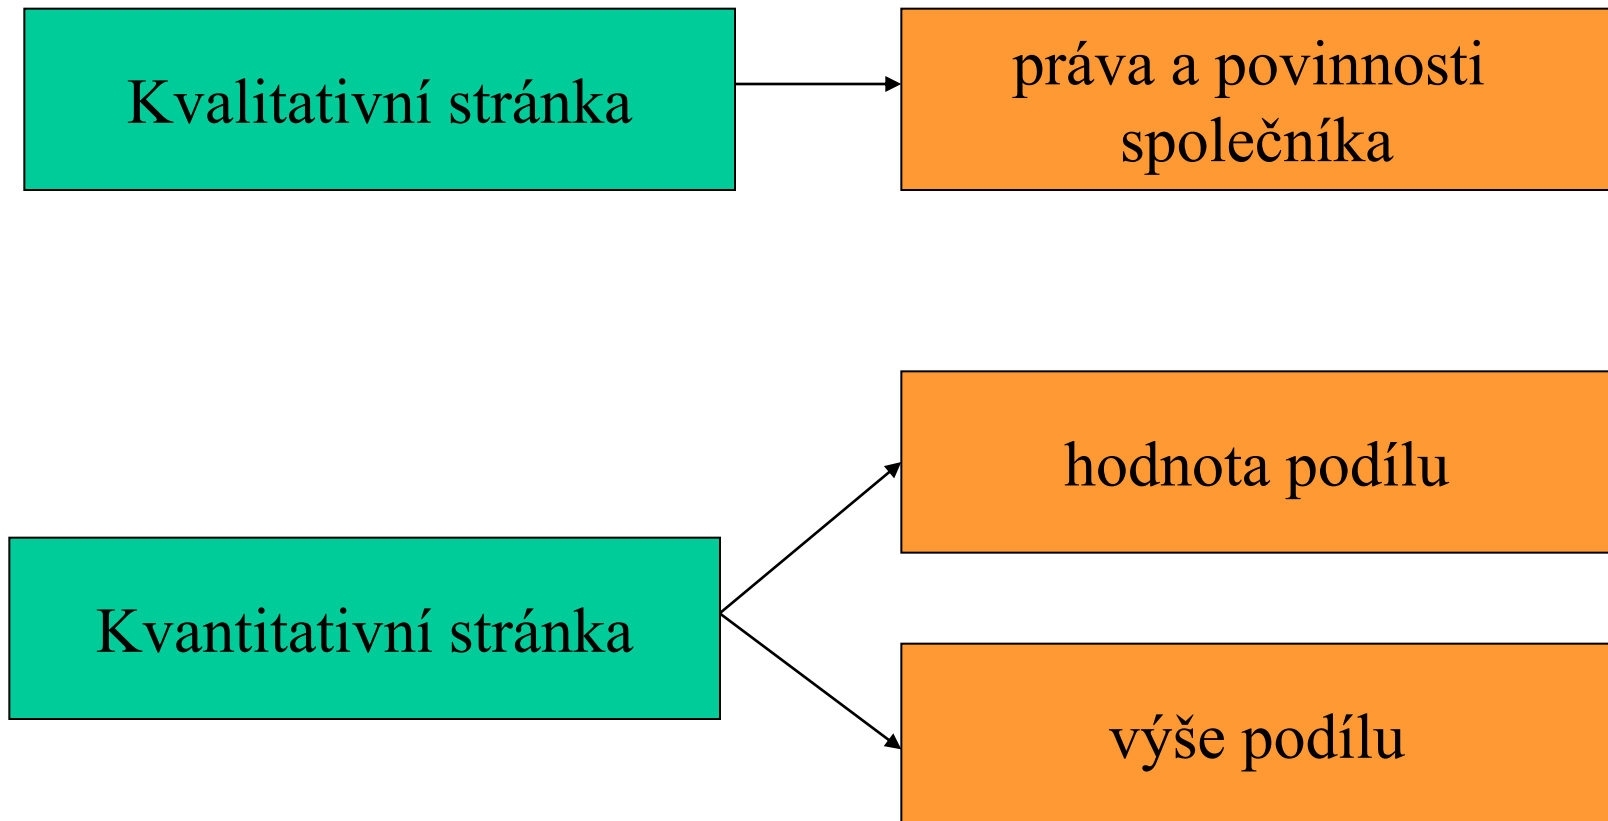 Kvalitativní stránka
práva a povinnosti
společníka
hodnota podílu
Kvantitativní stránka
výše podílu